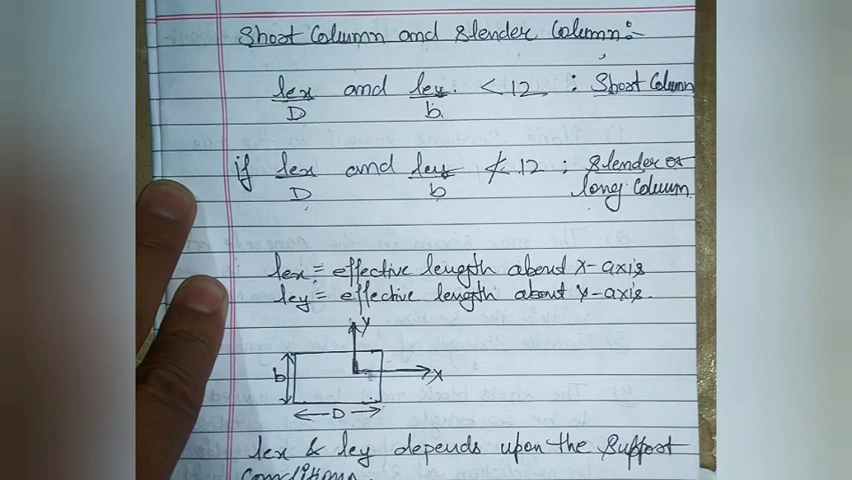 Short Column and Slender Column:-
lex/D and ley/b < 12 : Short Column
if lex/D and ley/b ≮ 12 : Slender or
long Column
lex = effective length about x-axis
ley = effective length about y-axis.
Y
b
X
D
lex & ley depends upon the support
conditions.